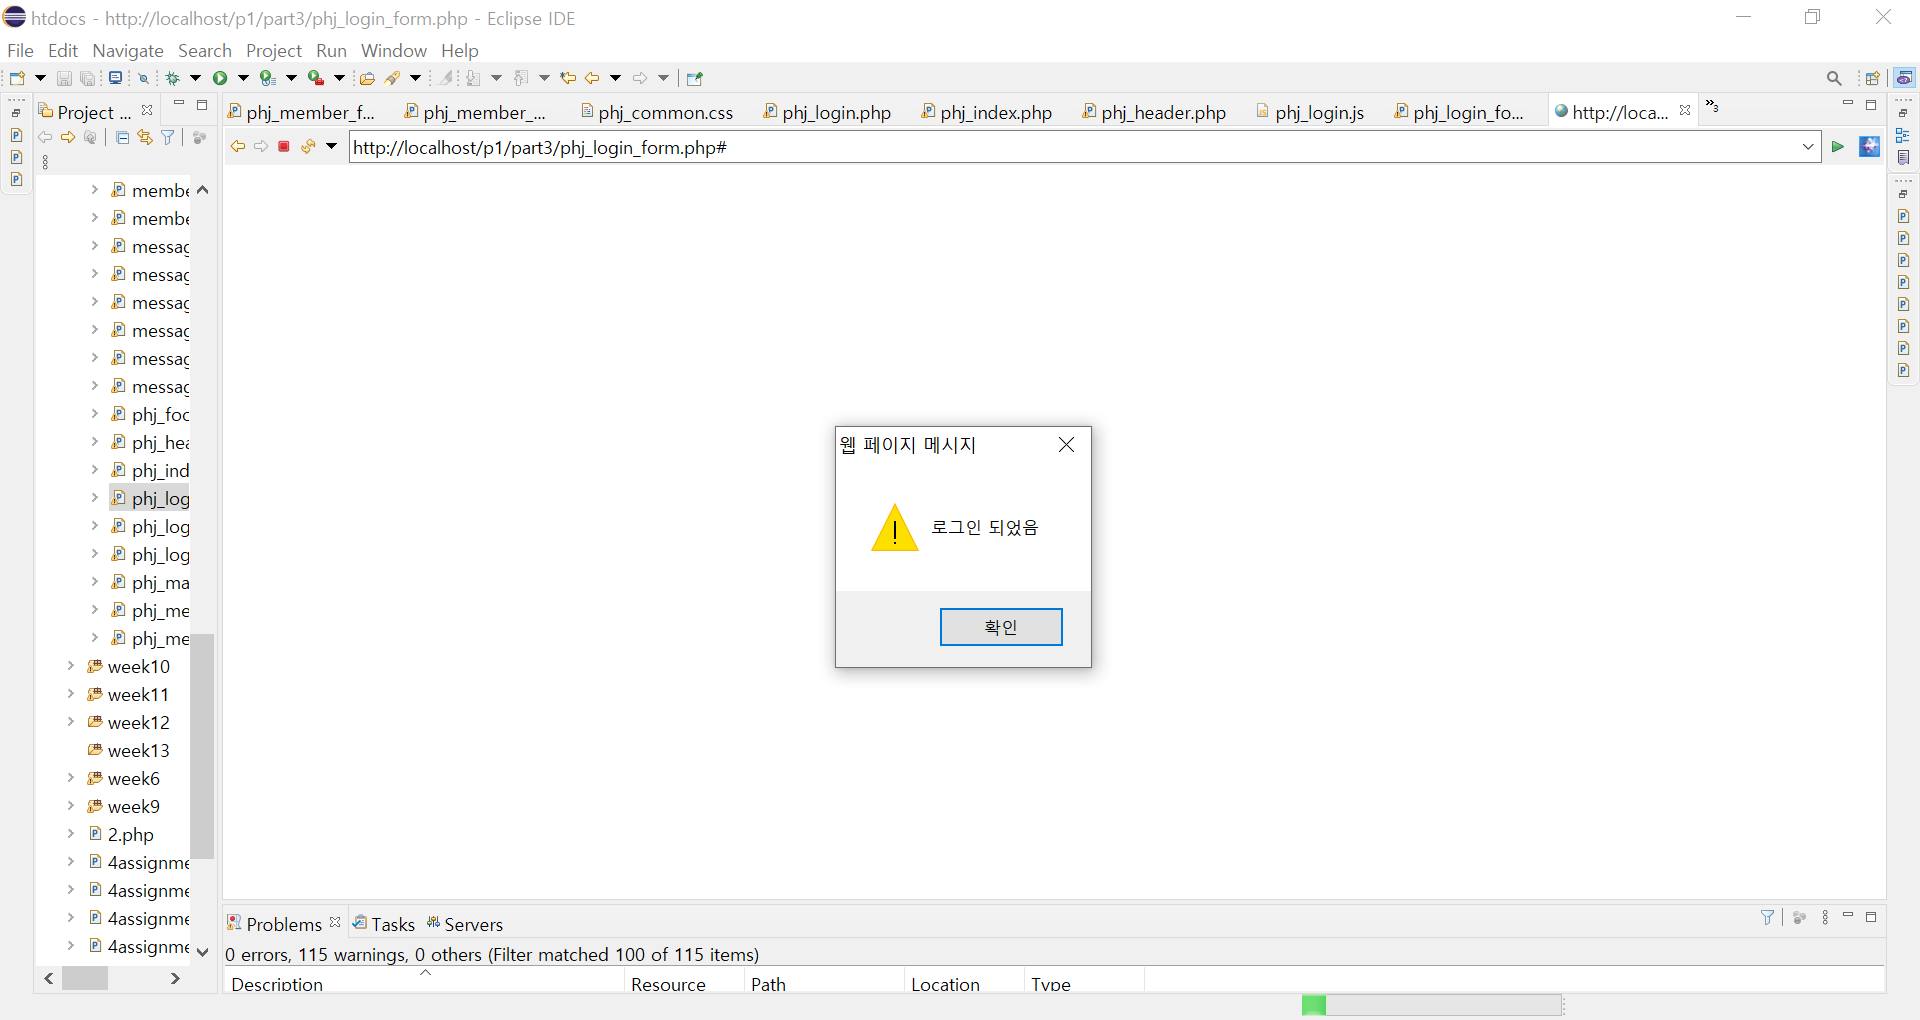 htdocs - http://localhost/p1/part3/phj_login_form.php - Eclipse IDE
File Edit Navigate Search Project Run Window Help
Project ...
phj_member_f... phj_member_... phj_common.css phj_login.php phj_index.php phj_header.php phj_login.js phj_login_fo... http://loca... »3
http://localhost/p1/part3/phj_login_form.php#
membe
membe
messag
messag
messag
messag
messag
messag
phj_foo
phj_hea
phj_ind
phj_log
phj_log
phj_log
phj_ma
phj_me
phj_me
week10
week11
week12
week13
week6
week9
2.php
4assignme
4assignme
4assignme
4assignme
웹 페이지 메시지
로그인 되었음
확인
Problems Tasks Servers
0 errors, 115 warnings, 0 others (Filter matched 100 of 115 items)
Description Resource Path Location Type